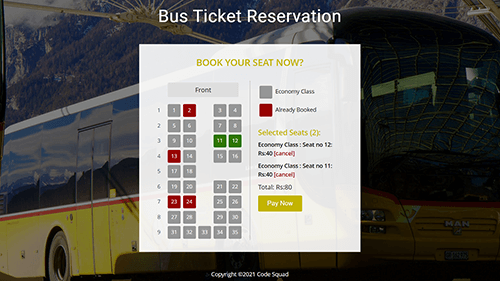 Bus Ticket Reservation
BOOK YOUR SEAT NOW?
Front
Economy Class
Already Booked
1 1 2 3 4
2 5 6 7 8
3 9 10 11 12
4 13 14 15 16
5 17 18
6 19 20 21 22
7 23 24 25 26
8 27 28 29 30
9 31 32 33 34 35
Selected Seats (2):
Economy Class : Seat no 12:
Rs:40 [cancel]
Economy Class : Seat no 11:
Rs:40 [cancel]
Total: Rs:80
Pay Now
MAN
Copyright ©2021 Code Squad